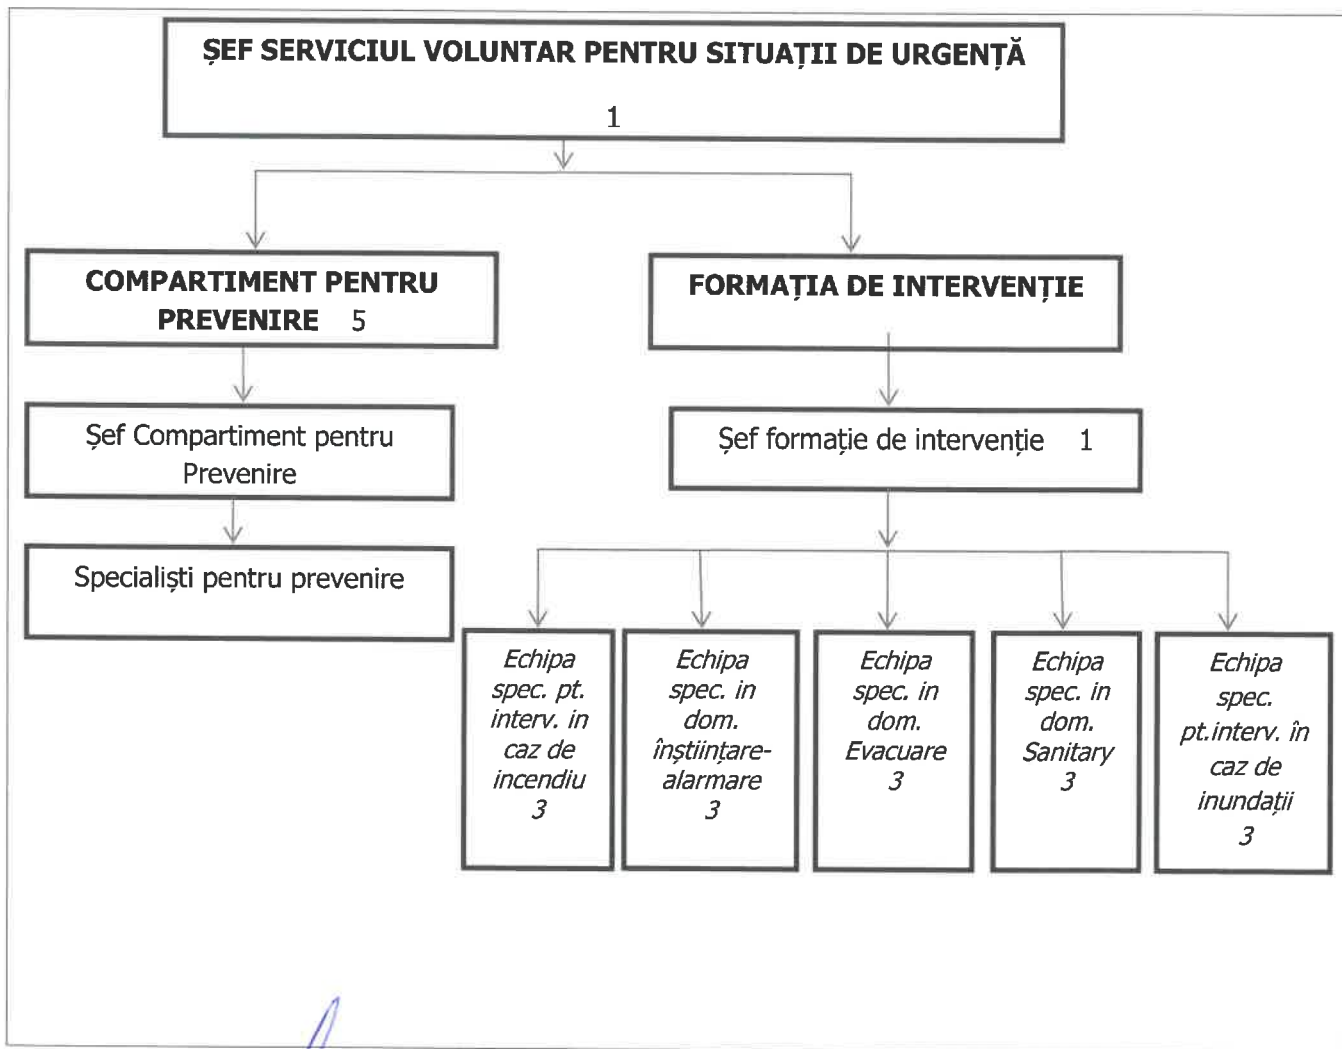 ȘEF SERVICIUL VOLUNTAR PENTRU SITUAȚII DE URGENȚĂ
1
COMPARTIMENT PENTRU
PREVENIRE 5
FORMAȚIA DE INTERVENȚIE
Șef Compartiment pentru
Prevenire
Șef formație de intervenție 1
Specialiști pentru prevenire
Echipa
spec. pt.
interv. in
caz de
incendiu
3
Echipa
spec. in
dom.
înștiințare-
alarmare
3
Echipa
spec. in
dom.
Evacuare
3
Echipa
spec. in
dom.
Sanitary
3
Echipa
spec.
pt.interv. în
caz de
inundații
3